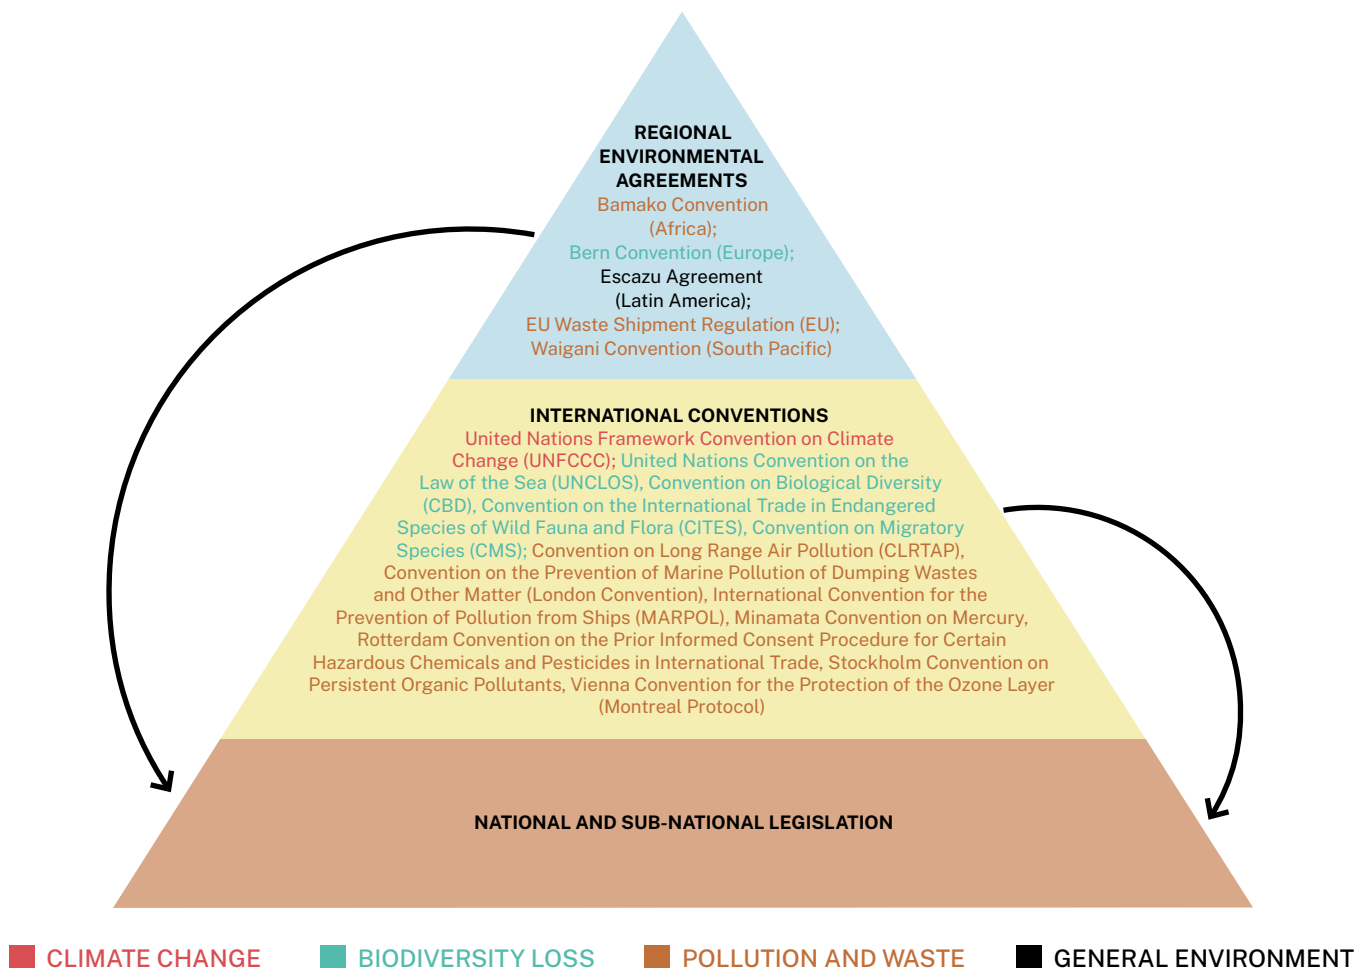 REGIONAL
ENVIRONMENTAL
AGREEMENTS
Bamako Convention
(Africa);
Bern Convention (Europe);
Escazu Agreement
(Latin America);
EU Waste Shipment Regulation (EU);
Waigani Convention (South Pacific)
INTERNATIONAL CONVENTIONS
United Nations Framework Convention on Climate
Change (UNFCCC); United Nations Convention on the
Law of the Sea (UNCLOS), Convention on Biological Diversity
(CBD), Convention on the International Trade in Endangered
Species of Wild Fauna and Flora (CITES), Convention on Migratory
Species (CMS); Convention on Long Range Air Pollution (CLRTAP),
Convention on the Prevention of Marine Pollution of Dumping Wastes
and Other Matter (London Convention), International Convention for the
Prevention of Pollution from Ships (MARPOL), Minamata Convention on Mercury,
Rotterdam Convention on the Prior Informed Consent Procedure for Certain
Hazardous Chemicals and Pesticides in International Trade, Stockholm Convention on
Persistent Organic Pollutants, Vienna Convention for the Protection of the Ozone Layer
(Montreal Protocol)
NATIONAL AND SUB-NATIONAL LEGISLATION
CLIMATE CHANGE
BIODIVERSITY LOSS
POLLUTION AND WASTE
GENERAL ENVIRONMENT